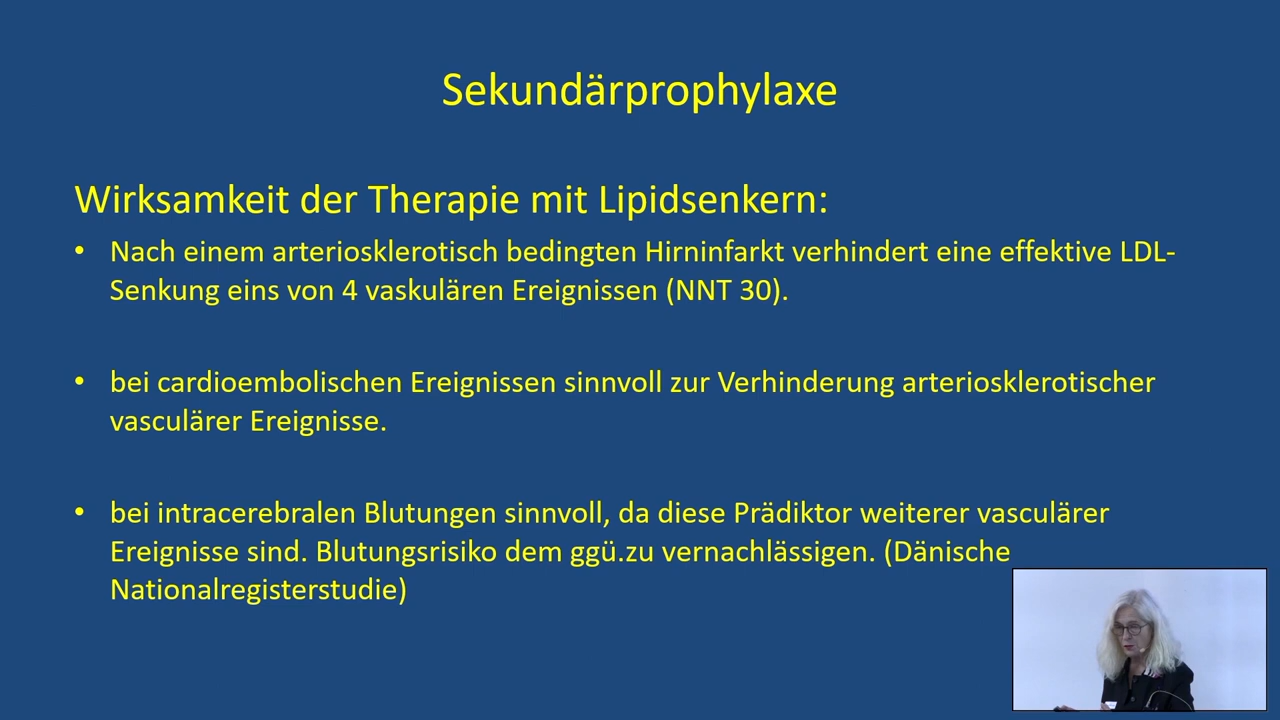 Sekundärprophylaxe
Wirksamkeit der Therapie mit Lipidsenkern:
• Nach einem arteriosklerotisch bedingten Hirninfarkt verhindert eine effektive LDL-
Senkung eins von 4 vaskulären Ereignissen (NNT 30).
• bei cardioembolischen Ereignissen sinnvoll zur Verhinderung arteriosklerotischer
vasculärer Ereignisse.
• bei intracerebralen Blutungen sinnvoll, da diese Prädiktor weiterer vasculärer
Ereignisse sind. Blutungsrisiko dem ggü.zu vernachlässigen. (Dänische
Nationalregisterstudie)